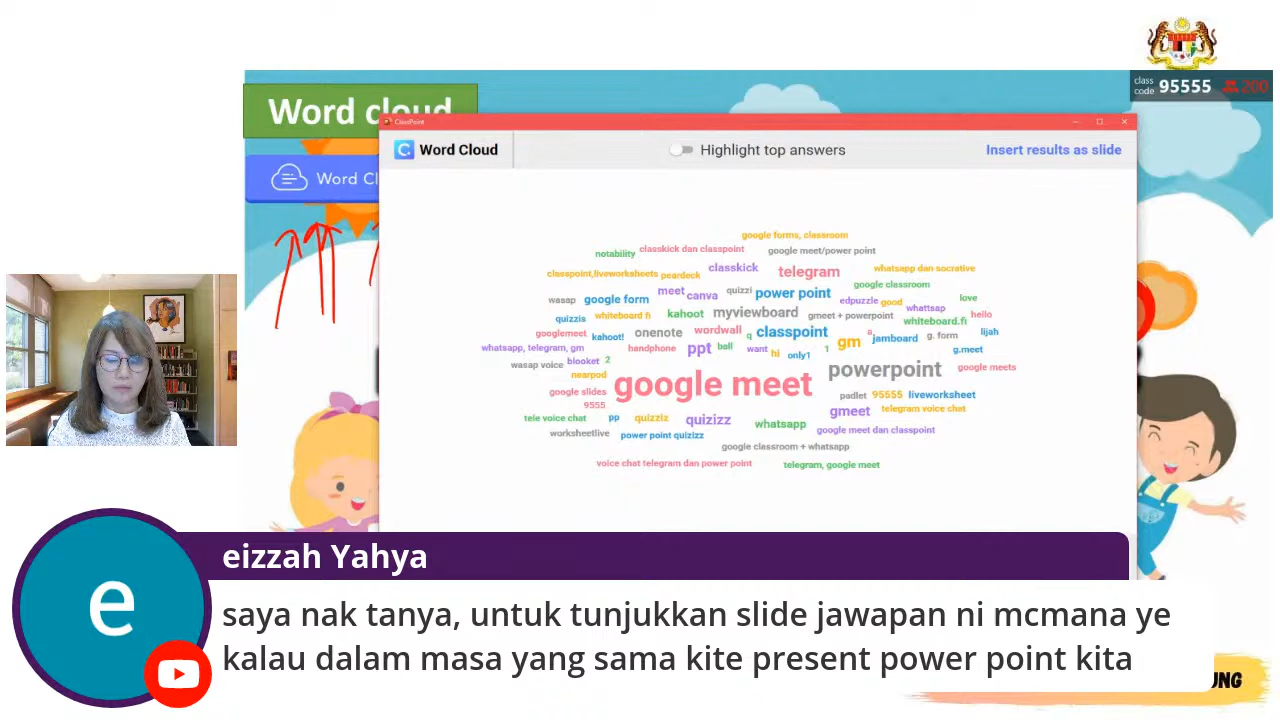 class
code 95555 200
Word cloud
ClassPoint
Word Cloud Highlight top answers Insert results as slide
Word Cl
google forms, classroom
notability classkick dan classpoint google meet/power point
classpoint,liveworksheets peardeck classkick telegram whatsapp dan socrative
google classroom
wasap google form meet canva quizzi power point edpuzzle good whattsap love
quizzis whiteboard fi kahoot myviewboard gmeet + powerpoint whiteboard.fi hello
googlemeet kahoot! onenote wordwall q classpoint gm a jamboard g. form lijah
whatsapp, telegram, gm handphone ppt ball want hi only1 1 g.meet
wasap voice blooket 2
nearpod google meet powerpoint google meets
google slides padlet 95555 liveworksheet
9555
tele voice chat pp quizziz quizizz whatsapp gmeet telegram voice chat
worksheetlive power point quizizz google meet dan classpoint
google classroom + whatsapp
voice chat telegram dan power point telegram, google meet
e
eizzah Yahya
saya nak tanya, untuk tunjukkan slide jawapan ni mcmana ye
kalau dalam masa yang sama kite present power point kita